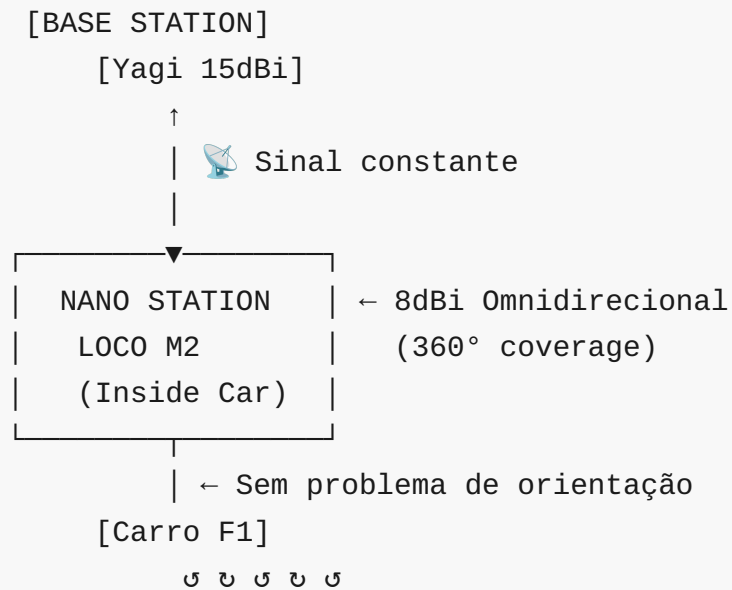 [BASE STATION]
[Yagi 15dBi]
↑
│ 📡 Sinal constante
│
┌────────▼────────┐
│ NANO STATION │ ← 8dBi Omnidirecional
│ LOCO M2 │ (360° coverage)
│ (Inside Car) │
└────────┬────────┘
│ ← Sem problema de orientação
[Carro F1]
↺ ↻ ↺ ↻ ↺